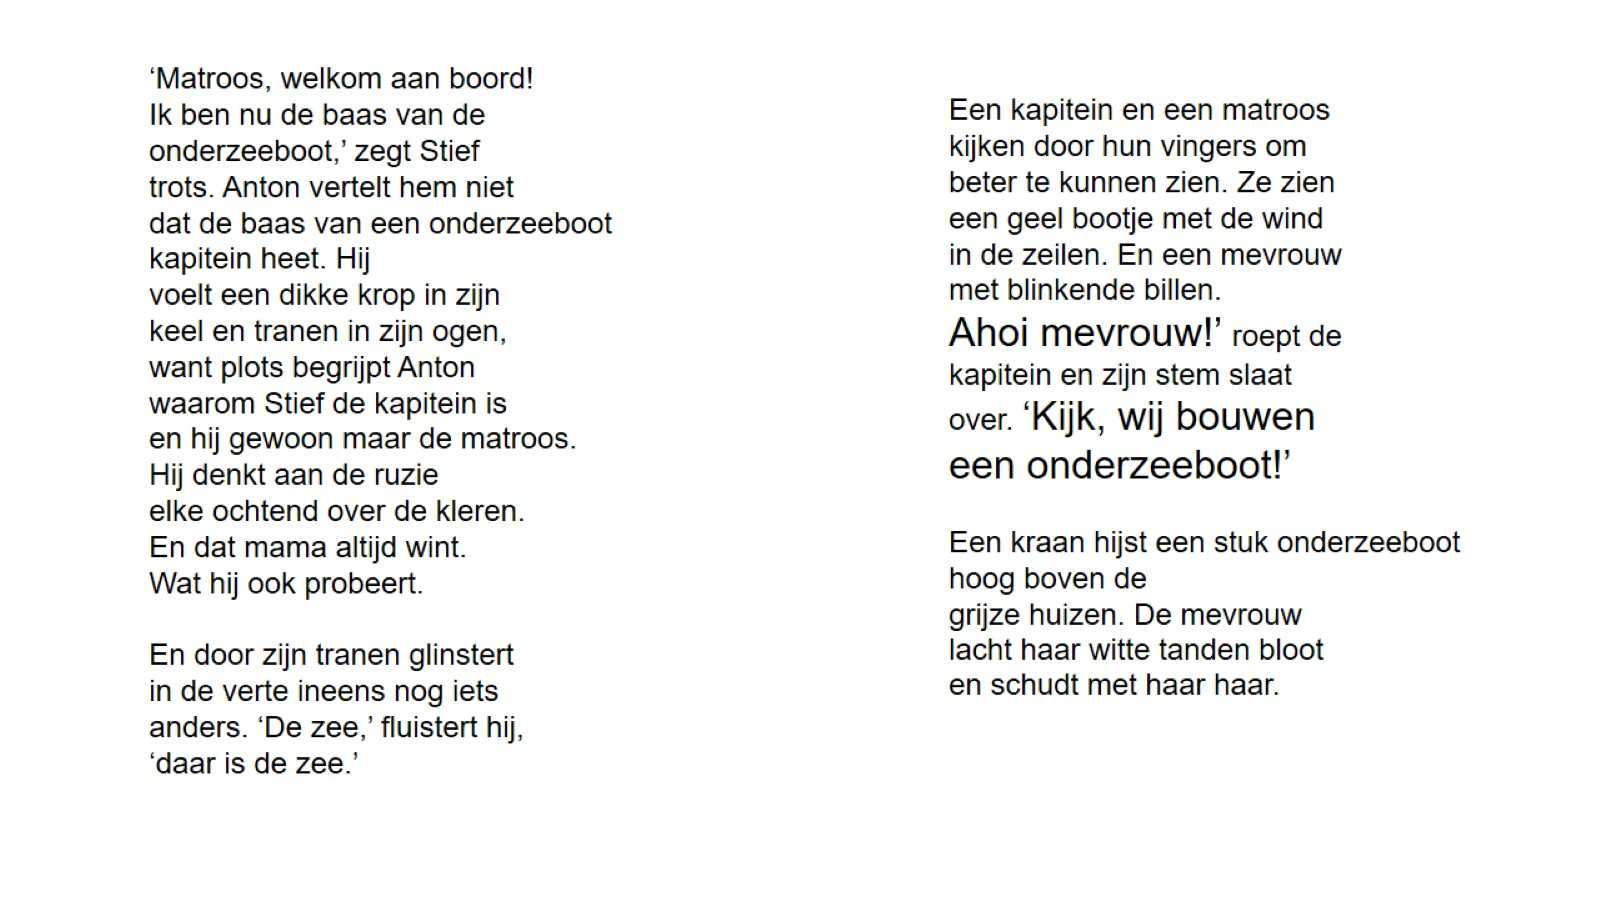 ‘Matroos, welkom aan boord!
Ik ben nu de baas van de
onderzeeboot,’ zegt Stief
trots. Anton vertelt hem niet
dat de baas van een onderzeeboot
kapitein heet. Hij
voelt een dikke krop in zijn
keel en tranen in zijn ogen,
want plots begrijpt Anton
waarom Stief de kapitein is
en hij gewoon maar de matroos.
Hij denkt aan de ruzie
elke ochtend over de kleren.
En dat mama altijd wint.
Wat hij ook probeert.

En door zijn tranen glinstert
in de verte ineens nog iets
anders. ‘De zee,’ fluistert hij,
‘daar is de zee.’

Een kapitein en een matroos
kijken door hun vingers om
beter te kunnen zien. Ze zien
een geel bootje met de wind
in de zeilen. En een mevrouw
met blinkende billen.
Ahoi mevrouw!’ roept de
kapitein en zijn stem slaat
over. ‘Kijk, wij bouwen
een onderzeeboot!’

Een kraan hijst een stuk onderzeeboot
hoog boven de
grijze huizen. De mevrouw
lacht haar witte tanden bloot
en schudt met haar haar.